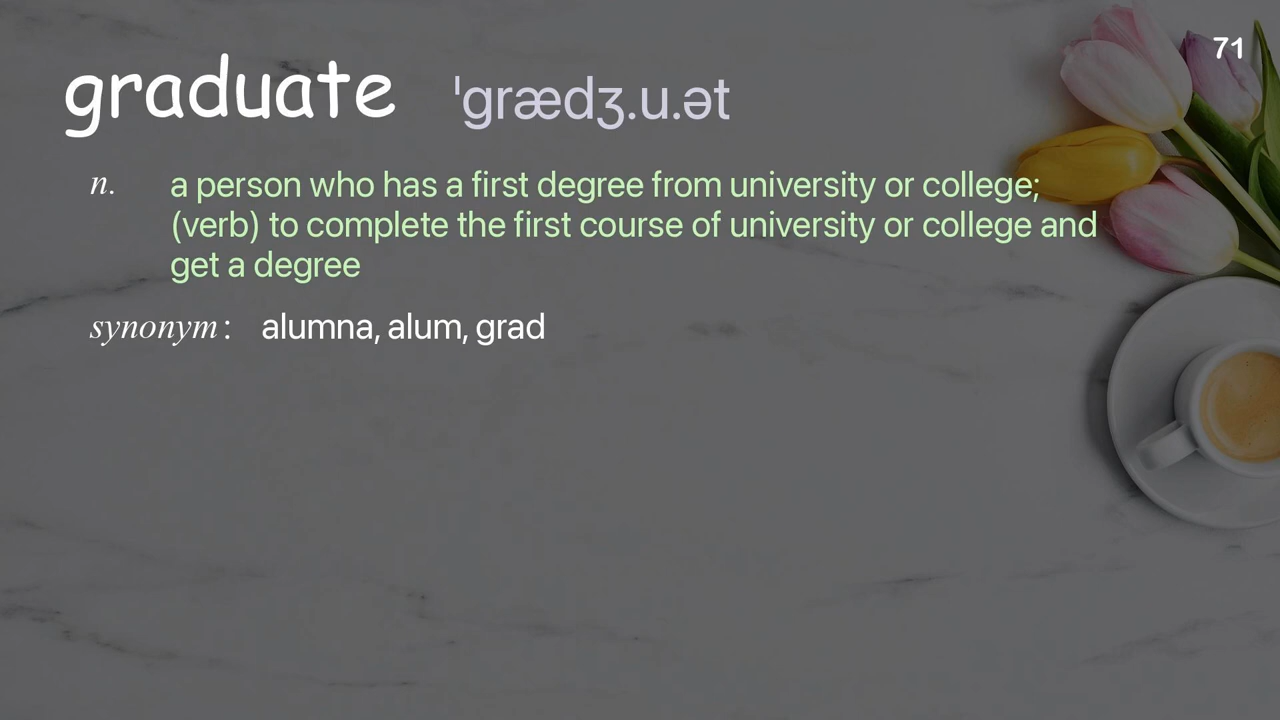 71
graduate ˈgrædʒ.u.ət
n. a person who has a first degree from university or college;
(verb) to complete the first course of university or college and
get a degree
synonym: alumna, alum, grad